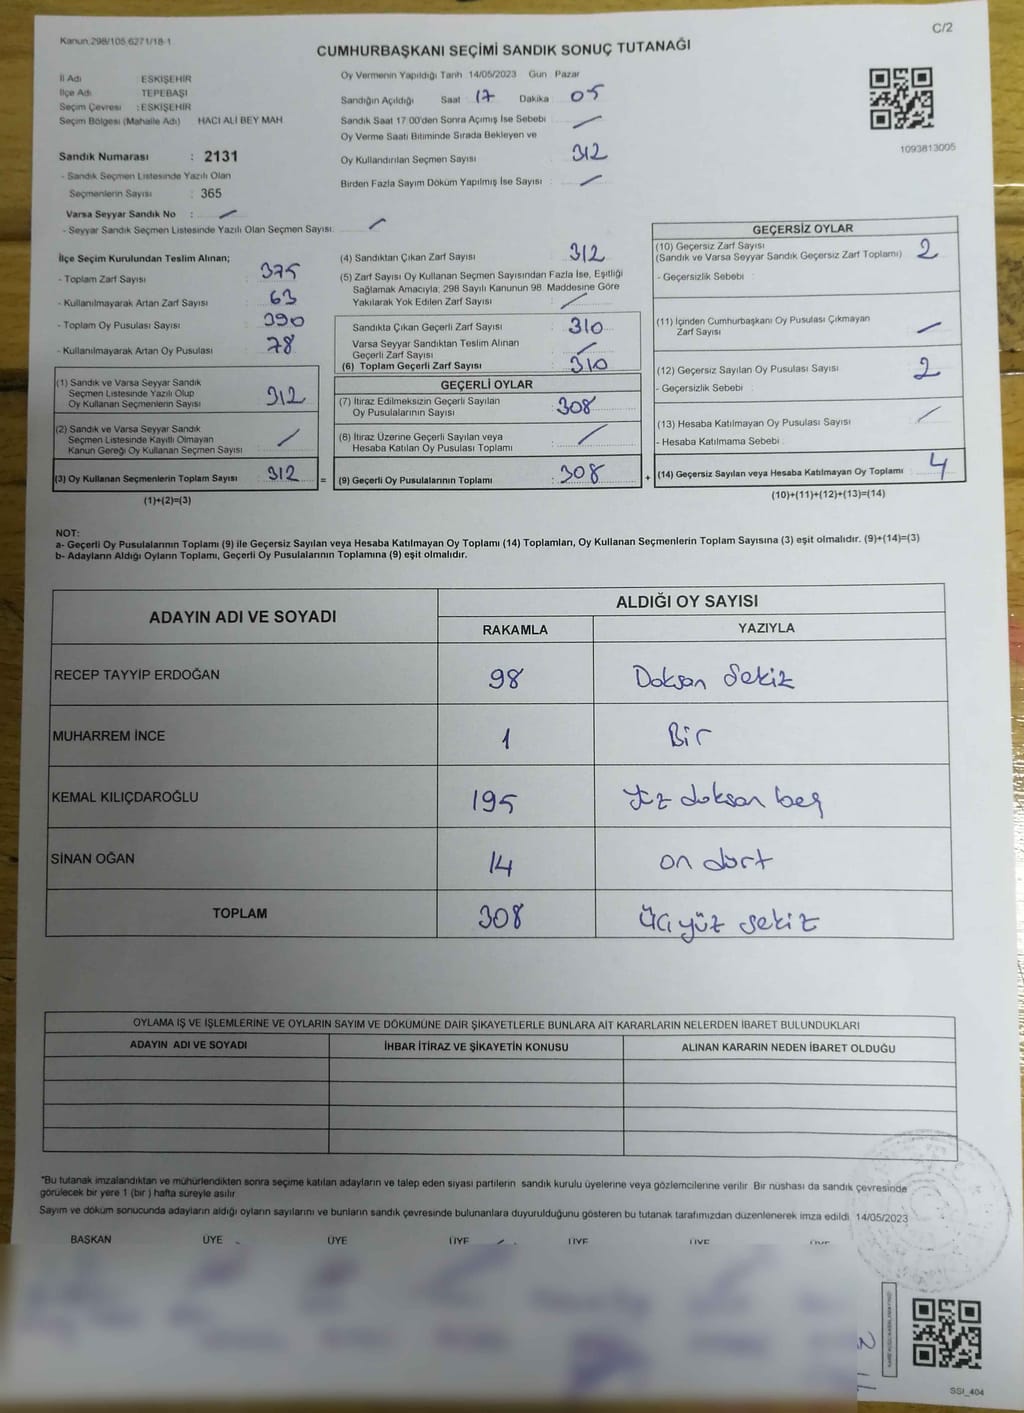 Kanun 298/105 6271/18-1
C/2
CUMHURBAŞKANI SEÇİMİ SANDIK SONUÇ TUTANAĞI
İl Adı : ESKİŞEHİR
İlçe Adı : TEPEBAŞI
Seçim Çevresi : ESKİŞEHİR
Seçim Bölgesi (Mahalle Adı) HACI ALİ BEY MAH
Sandık Numarası : 2131
- Sandık Seçmen Listesinde Yazılı Olan
Seçmenlerin Sayısı : 365
Varsa Seyyar Sandık No :
- Seyyar Sandık Seçmen Listesinde Yazılı Olan Seçmen Sayısı:
Oy Vermenin Yapıldığı Tarih 14/05/2023 Gun Pazar
Sandığın Açıldığı Saat 17 Dakika 05
Sandık Saat 17 00'den Sonra Açımış İse Sebebi
Oy Verme Saati Bitiminde Sırada Bekleyen ve
Oy Kullandırılan Seçmen Sayısı 312
Birden Fazla Sayım Döküm Yapılmış İse Sayısı :
1093813005
İlçe Seçim Kurulundan Teslim Alınan;
- Toplam Zarf Sayısı : 375
- Kullanılmayarak Artan Zarf Sayısı : 63
- Toplam Oy Pusulası Sayısı : 390
- Kullanılmayarak Artan Oy Pusulası : 78
(1) Sandık ve Varsa Seyyar Sandık
Seçmen Listesinde Yazılı Olup
Oy Kullanan Seçmenlerin Sayısı : 312
(2) Sandık ve Varsa Seyyar Sandık
Seçmen Listesinde Kayıtlı Olmayan
Kanun Gereği Oy Kullanan Seçmen Sayısı :
(3) Oy Kullanan Seçmenlerin Toplam Sayısı : 312
(1)+(2)=(3)
=
(4) Sandıktan Çıkan Zarf Sayısı : 312
(5) Zarf Sayısı Oy Kullanan Seçmen Sayısından Fazla İse, Eşitliği
Sağlamak Amacıyla, 298 Sayılı Kanunun 98. Maddesine Göre
Yakılarak Yok Edilen Zarf Sayısı :
Sandıkta Çıkan Geçerli Zarf Sayısı : 310
Varsa Seyyar Sandıktan Teslim Alınan
Geçerli Zarf Sayısı :
(6) Toplam Geçerli Zarf Sayısı : 310
GEÇERLİ OYLAR
(7) İtiraz Edilmeksizin Geçerli Sayılan
Oy Pusulalarının Sayısı : 308
(8) İtiraz Üzerine Geçerli Sayılan veya
Hesaba Katılan Oy Pusulası Toplamı :
(9) Geçerli Oy Pusulalarının Toplamı : 308
+
GEÇERSİZ OYLAR
(10) Geçersiz Zarf Sayısı
(Sandık ve Varsa Seyyar Sandık Geçersiz Zarf Toplamı) 2
- Geçersizlik Sebebi :
(11) İçinden Cumhurbaşkanı Oy Pusulası Çıkmayan
Zarf Sayısı :
(12) Geçersiz Sayılan Oy Pusulası Sayısı : 2
- Geçersizlik Sebebi :
(13) Hesaba Katılmayan Oy Pusulası Sayısı :
- Hesaba Katılmama Sebebi :
(14) Geçersiz Sayılan veya Hesaba Katılmayan Oy Toplamı 4
(10)+(11)+(12)+(13)=(14)
NOT:
a- Geçerli Oy Pusulalarının Toplamı (9) ile Geçersiz Sayılan veya Hesaba Katılmayan Oy Toplamı (14) Toplamları, Oy Kullanan Seçmenlerin Toplam Sayısına (3) eşit olmalıdır. (9)+(14)=(3)
b- Adayların Aldığı Oyların Toplamı, Geçerli Oy Pusulalarının Toplamına (9) eşit olmalıdır.
ADAYIN ADI VE SOYADI
ALDIĞI OY SAYISI
RAKAMLA YAZIYLA
RECEP TAYYİP ERDOĞAN 98 Doksan Sekiz
MUHARREM İNCE 1 Bir
KEMAL KILIÇDAROĞLU 195 Yüz doksan beş
SİNAN OĞAN 14 on dört
TOPLAM 308 Üç yüz sekiz
OYLAMA İŞ VE İŞLEMLERİNE VE OYLARIN SAYIM VE DÖKÜMÜNE DAİR ŞİKAYETLERLE BUNLARA AİT KARARLARIN NELERDEN İBARET BULUNDUKLARI
ADAYIN ADI VE SOYADI İHBAR İTİRAZ VE ŞİKAYETİN KONUSU ALINAN KARARIN NEDEN İBARET OLDUĞU
*Bu tutanak imzalandıktan ve mühürlendikten sonra seçime katılan adayların ve talep eden siyasi partilerin sandık kurulu üyelerine veya gözlemcilerine verilir. Bir nüshası da sandık çevresinde
görülecek bir yere 1 (bir ) hafta süreyle asılır.
Sayım ve döküm sonucunda adayların aldığı oyların sayılarını ve bunların sandık çevresinde bulunanlara duyurulduğunu gösteren bu tutanak tarafımızdan düzenlenerek imza edildi. 14/05/2023
BAŞKAN ÜYE ÜYE ÜYE ÜYE ÜYE ÜYE
SSI_404